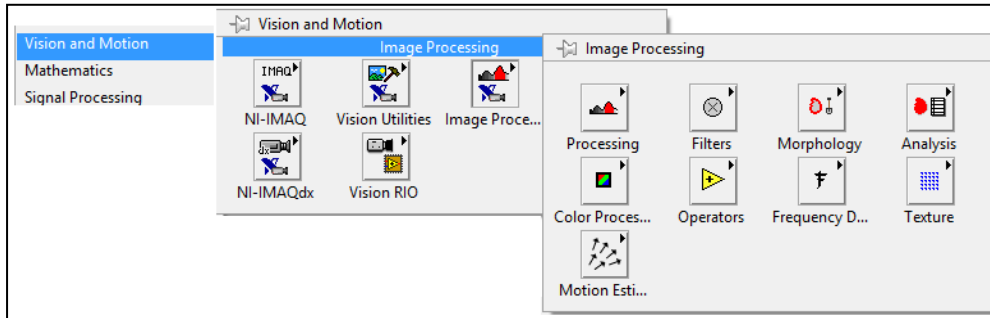 Vision and Motion
Mathematics
Signal Processing
Vision and Motion
Image Processing
IMAQ
NI-IMAQ Vision Utilities Image Proce...
NI-IMAQdx Vision RIO
Image Processing
Processing Filters Morphology Analysis
Color Proces... Operators Frequency D... Texture
Motion Esti...